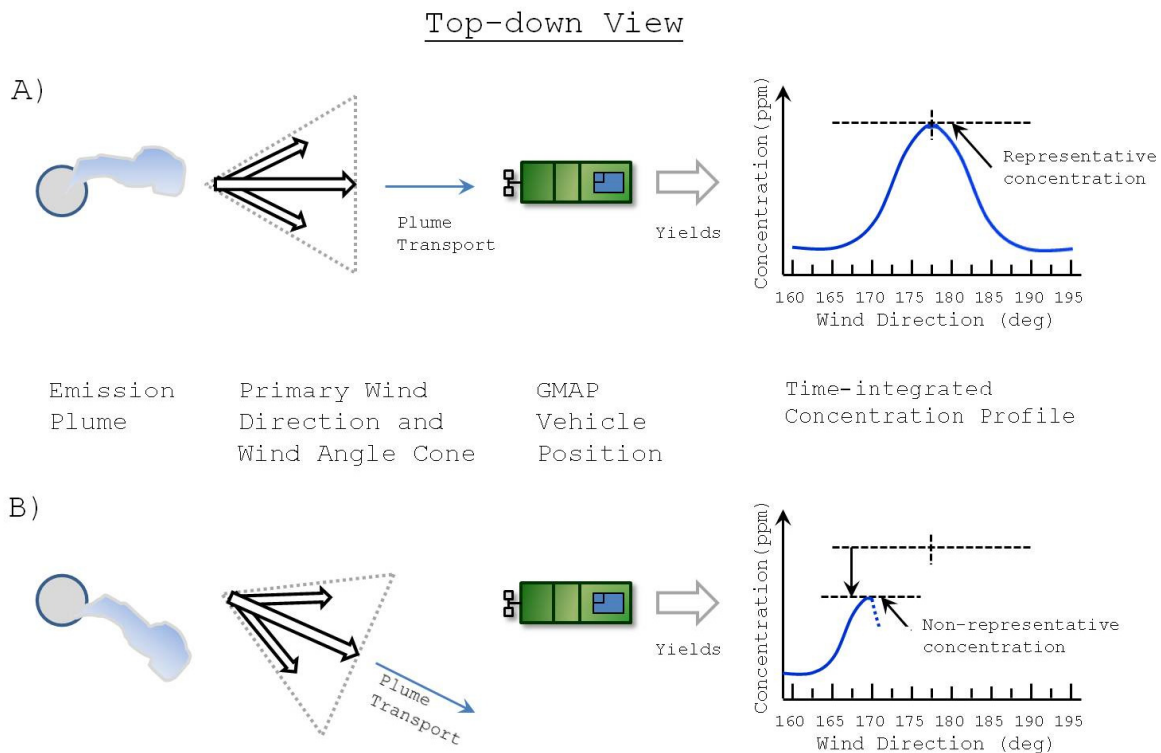 Top-down View
A)
Plume
Transport
Yields
Concentration(ppm)
Representative
concentration
160 165 170 175 180 185 190 195
Wind Direction (deg)
Emission
Plume
Primary Wind
Direction and
Wind Angle Cone
GMAP
Vehicle
Position
Time-integrated
Concentration Profile
B)
Plume
Transport
Yields
Concentration(ppm)
Non-representative
concentration
160 165 170 175 180 185 190 195
Wind Direction (deg)